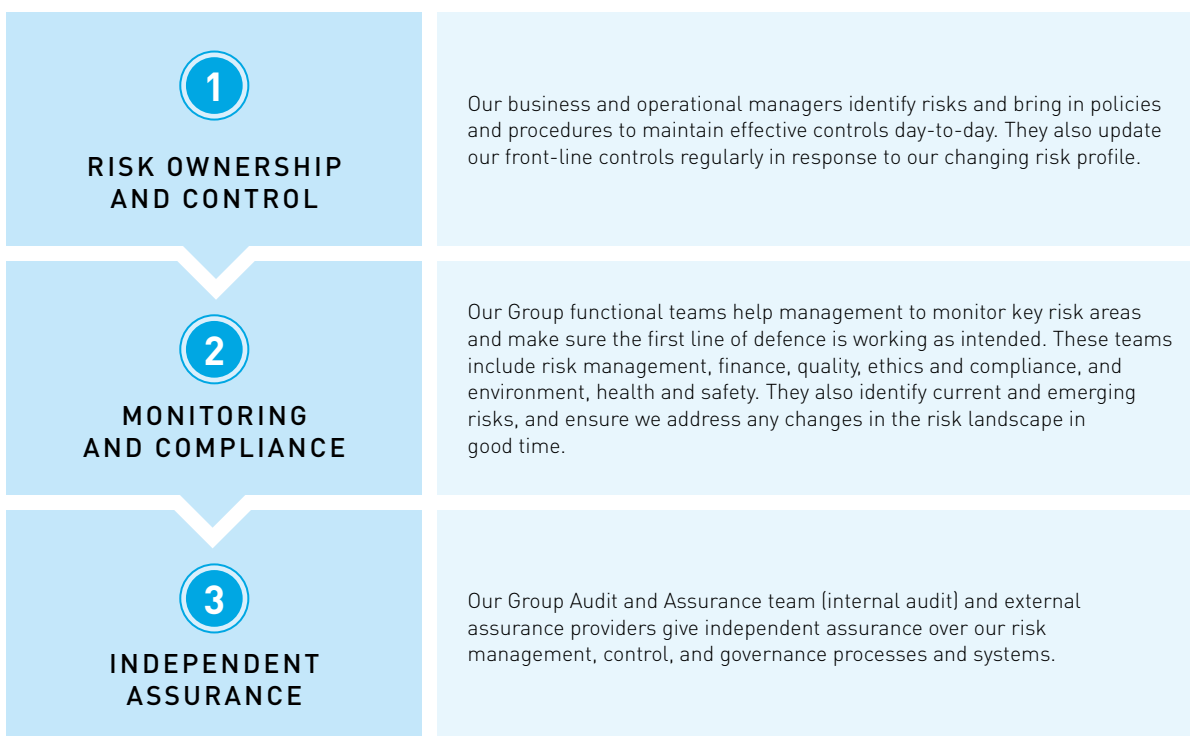 1
RISK OWNERSHIP
AND CONTROL
Our business and operational managers identify risks and bring in policies
and procedures to maintain effective controls day-to-day. They also update
our front-line controls regularly in response to our changing risk profile.
2
MONITORING
AND COMPLIANCE
Our Group functional teams help management to monitor key risk areas
and make sure the first line of defence is working as intended. These teams
include risk management, finance, quality, ethics and compliance, and
environment, health and safety. They also identify current and emerging
risks, and ensure we address any changes in the risk landscape in
good time.
3
INDEPENDENT
ASSURANCE
Our Group Audit and Assurance team (internal audit) and external
assurance providers give independent assurance over our risk
management, control, and governance processes and systems.